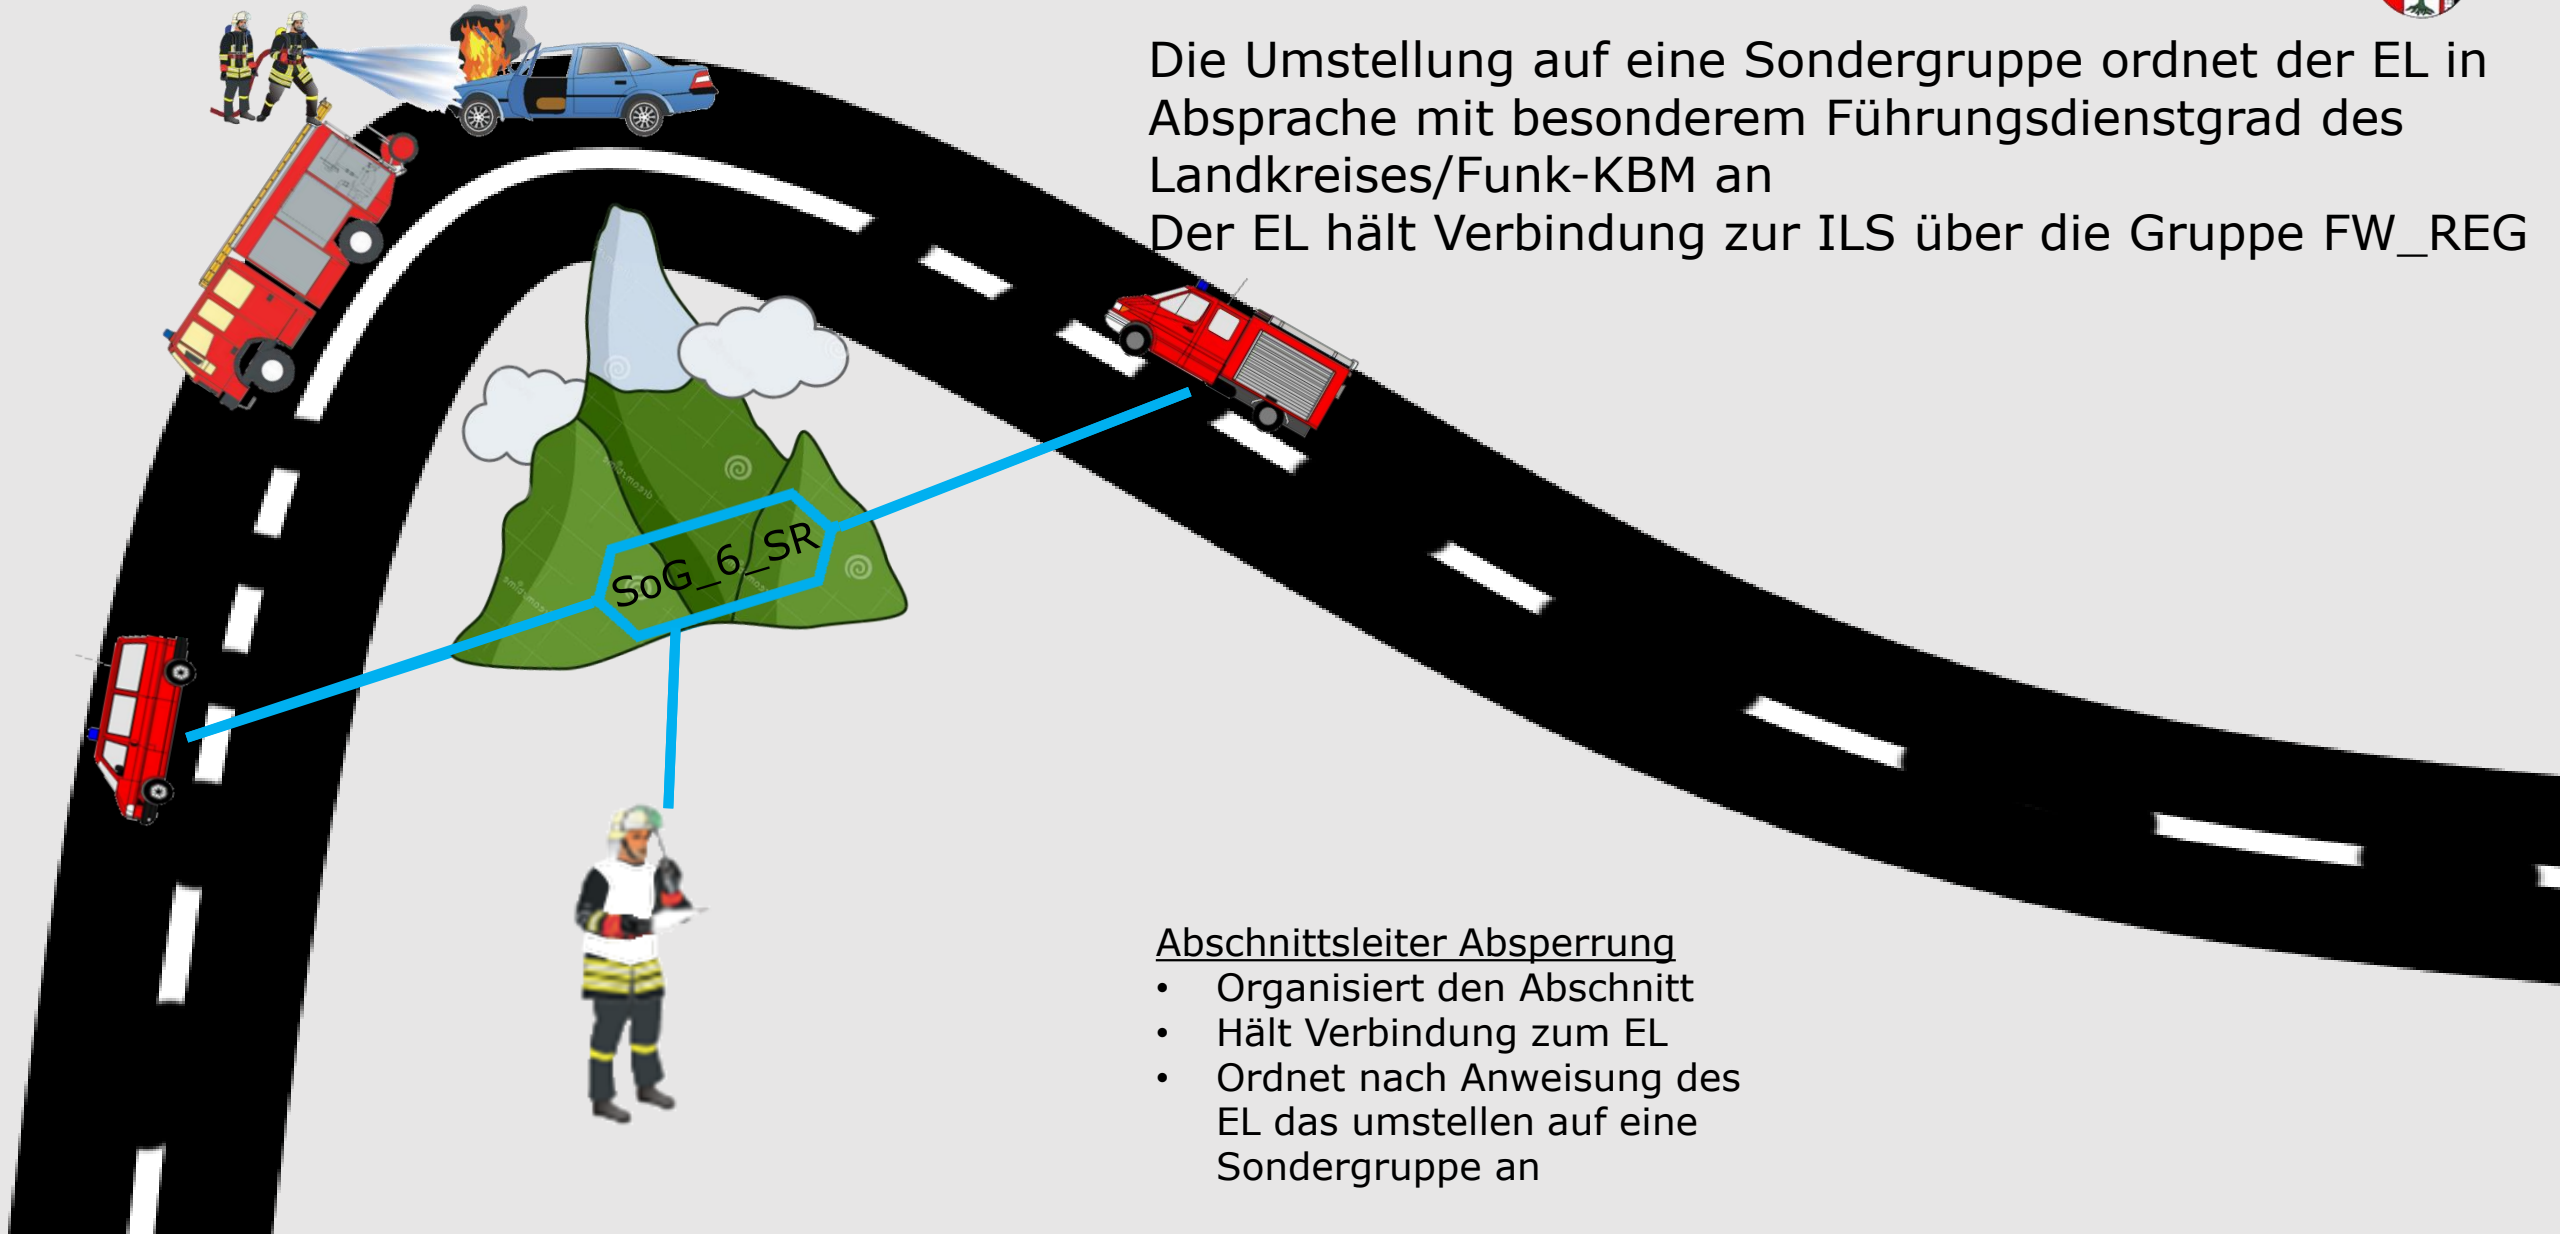 Die Umstellung auf eine Sondergruppe ordnet der EL in
Absprache mit besonderem Führungsdienstgrad des
Landkreises/Funk-KBM an
Der EL hält Verbindung zur ILS über die Gruppe FW_REG
SoG_6_SR
Abschnittsleiter Absperrung
• Organisiert den Abschnitt
• Hält Verbindung zum EL
• Ordnet nach Anweisung des
EL das umstellen auf eine
Sondergruppe an